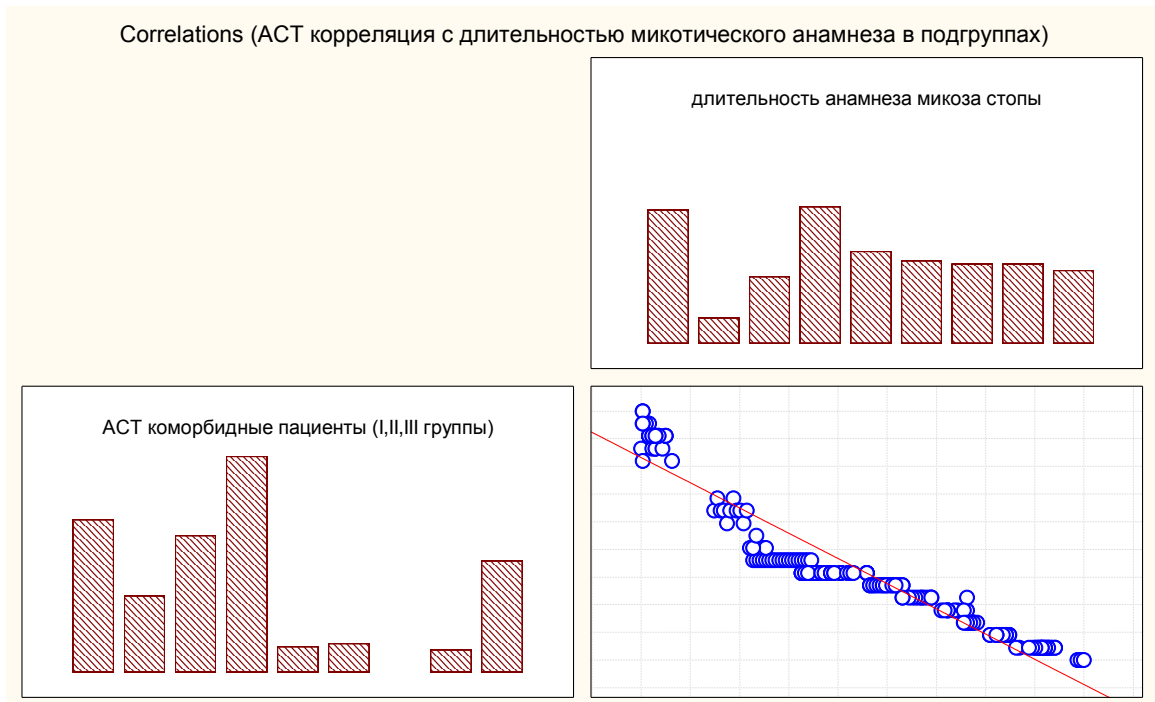 Correlations (АСТ корреляция с длительностью микотического анамнеза в подгруппах)
длительность анамнеза микоза стопы
АСТ коморбидные пациенты (I,II,III группы)